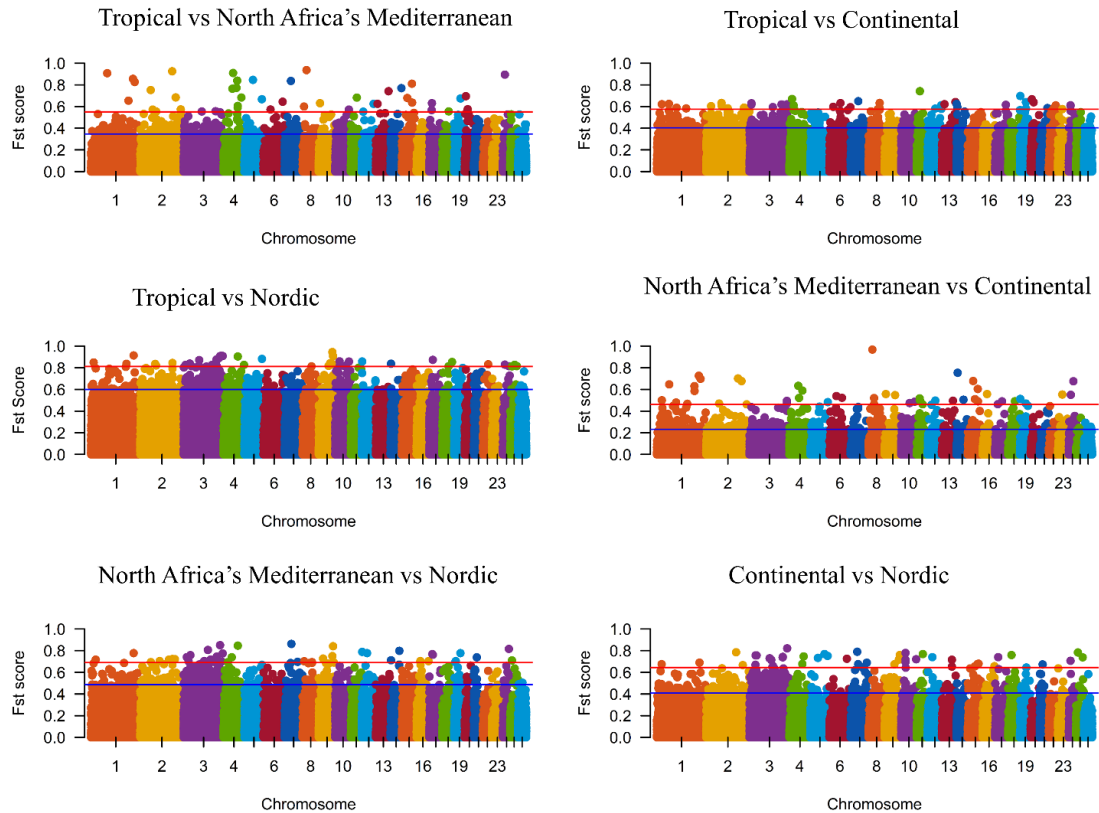 Tropical vs North Africa’s Mediterranean
Fst score
1.0
0.8
0.6
0.4
0.2
0.0
1 2 3 4 6 8 10 13 16 19 23
Chromosome
Tropical vs Continental
Fst score
1.0
0.8
0.6
0.4
0.2
0.0
1 2 3 4 6 8 10 13 16 19 23
Chromosome
Tropical vs Nordic
Fst Score
1.0
0.8
0.6
0.4
0.2
0.0
1 2 3 4 6 8 10 13 16 19 23
Chromosome
North Africa’s Mediterranean vs Continental
Fst score
1.0
0.8
0.6
0.4
0.2
0.0
1 2 3 4 6 8 10 13 16 19 23
Chromosome
North Africa’s Mediterranean vs Nordic
Fst score
1.0
0.8
0.6
0.4
0.2
0.0
1 2 3 4 6 8 10 13 16 19 23
Chromosome
Continental vs Nordic
Fst score
1.0
0.8
0.6
0.4
0.2
0.0
1 2 3 4 6 8 10 13 16 19 23
Chromosome